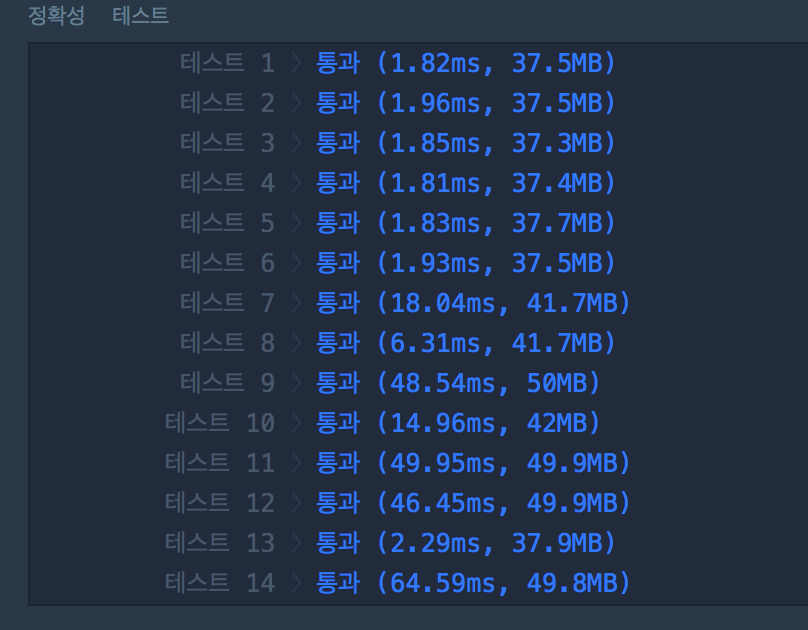 정확성 테스트
테스트 1 〉 통과 (1.82ms, 37.5MB)
테스트 2 〉 통과 (1.96ms, 37.5MB)
테스트 3 〉 통과 (1.85ms, 37.3MB)
테스트 4 〉 통과 (1.81ms, 37.4MB)
테스트 5 〉 통과 (1.83ms, 37.7MB)
테스트 6 〉 통과 (1.93ms, 37.5MB)
테스트 7 〉 통과 (18.04ms, 41.7MB)
테스트 8 〉 통과 (6.31ms, 41.7MB)
테스트 9 〉 통과 (48.54ms, 50MB)
테스트 10 〉 통과 (14.96ms, 42MB)
테스트 11 〉 통과 (49.95ms, 49.9MB)
테스트 12 〉 통과 (46.45ms, 49.9MB)
테스트 13 〉 통과 (2.29ms, 37.9MB)
테스트 14 〉 통과 (64.59ms, 49.8MB)